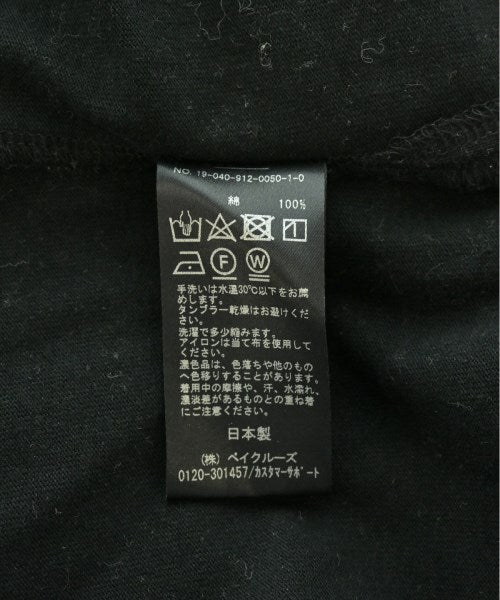 NO. 19-040-912-0050-1-0
綿 100%
F W
手洗いは水温30℃以下をお薦
めします。
タンブラー乾燥はお避けくだ
さい。
洗濯で多少縮みます。
アイロンは当て布を使用して
ください。
濃色品は、色落ちや他のもの
へ色移りすることがあります。
着用中の摩擦や、汗、水濡れ、
濃淡差があるものとの重ね着
にご注意ください。
日本製
(株) ベイクルーズ
0120-301457/カスタマーサポート